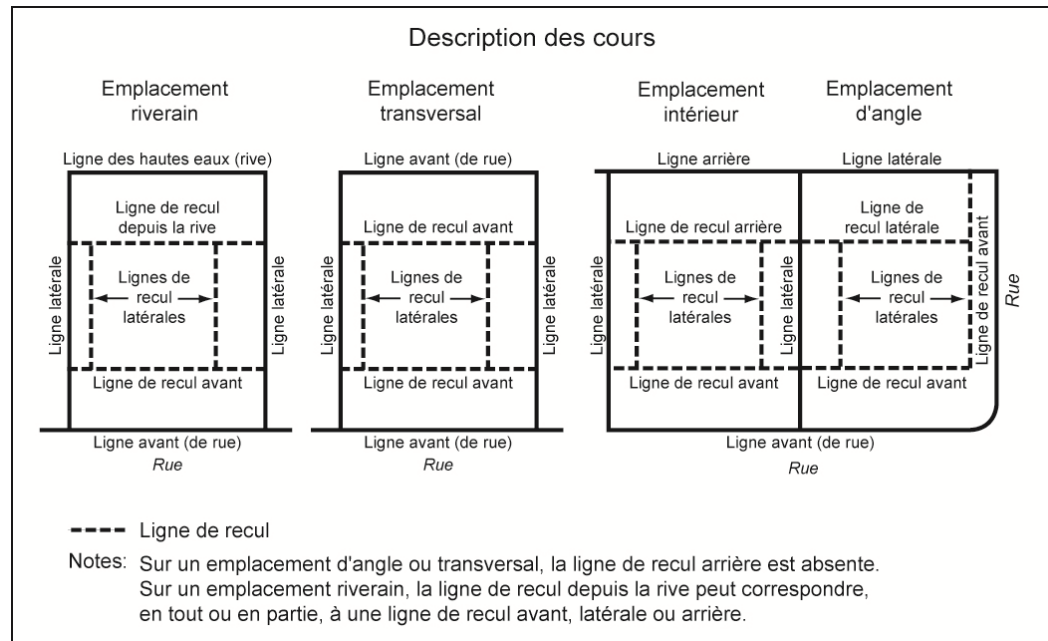 Description des cours
Emplacement
riverain
Ligne des hautes eaux (rive)
Ligne de recul
depuis la rive
Ligne latérale
Lignes de
recul
latérales
Ligne latérale
Ligne de recul avant
Ligne avant (de rue)
Rue
Emplacement
transversal
Ligne avant (de rue)
Ligne de recul avant
Ligne latérale
Lignes de
recul
latérales
Ligne latérale
Ligne de recul avant
Ligne avant (de rue)
Rue
Emplacement
intérieur
Ligne arrière
Ligne de recul arrière
Ligne latérale
Lignes de
recul
latérales
Ligne latérale
Ligne de recul avant
Emplacement
d'angle
Ligne latérale
Ligne de
recul latérale
Lignes de
recul
latérales
Ligne de recul avant
Rue
Ligne de recul avant
Ligne avant (de rue)
Rue
Ligne de recul
Notes: Sur un emplacement d'angle ou transversal, la ligne de recul arrière est absente.
Sur un emplacement riverain, la ligne de recul depuis la rive peut correspondre,
en tout ou en partie, à une ligne de recul avant, latérale ou arrière.